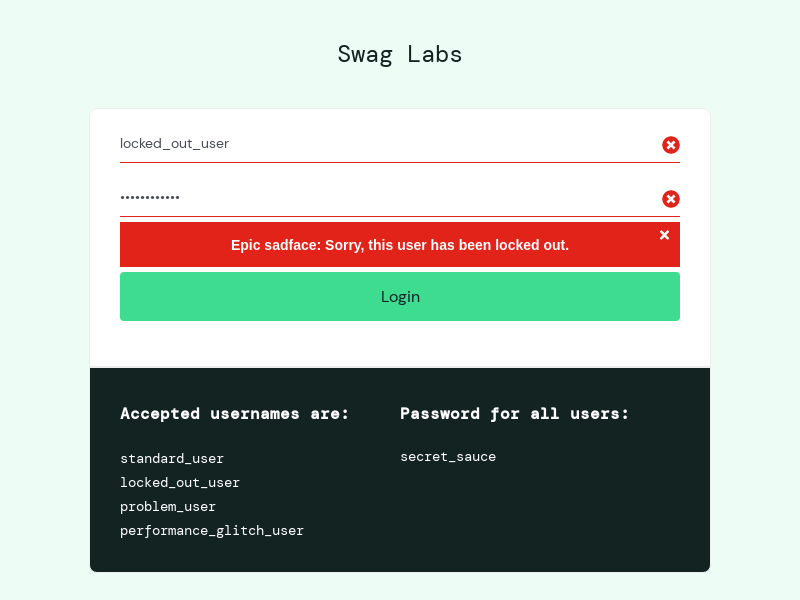 Swag Labs
locked_out_user
••••••••••••
Epic sadface: Sorry, this user has been locked out.
Login
Accepted usernames are:
standard_user
locked_out_user
problem_user
performance_glitch_user
Password for all users:
secret_sauce